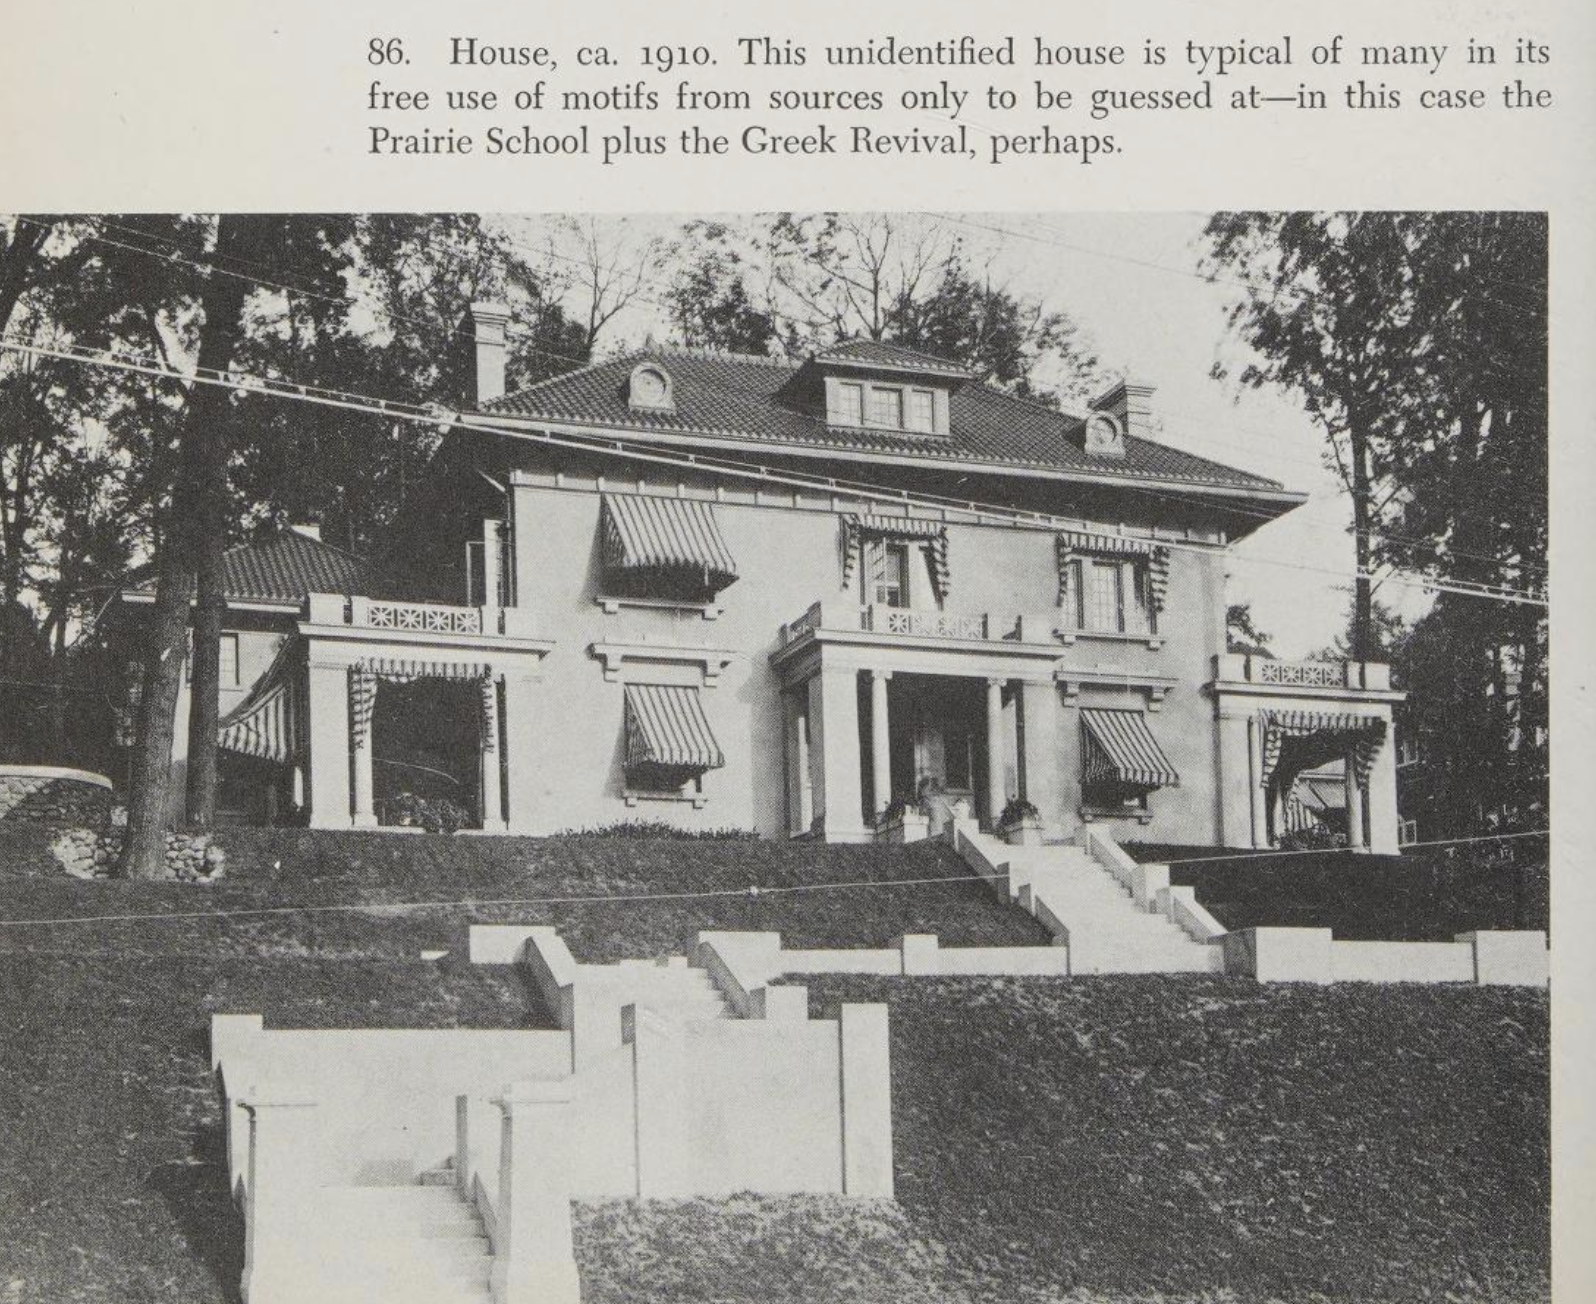 86. House, ca. 1910. This unidentified house is typical of many in its
free use of motifs from sources only to be guessed at—in this case the
Prairie School plus the Greek Revival, perhaps.